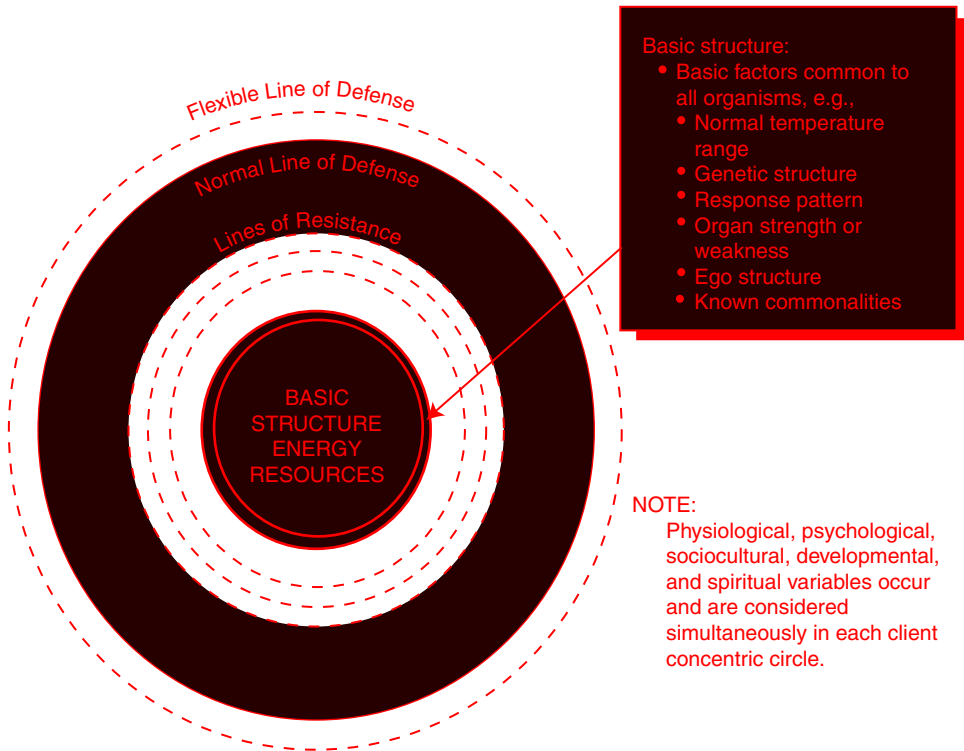 Flexible Line of Defense
Normal Line of Defense
Lines of Resistance
BASIC
STRUCTURE
ENERGY
RESOURCES
Basic structure:
• Basic factors common to
all organisms, e.g.,
• Normal temperature
range
• Genetic structure
• Response pattern
• Organ strength or
weakness
• Ego structure
• Known commonalities
NOTE:
Physiological, psychological,
sociocultural, developmental,
and spiritual variables occur
and are considered
simultaneously in each client
concentric circle.